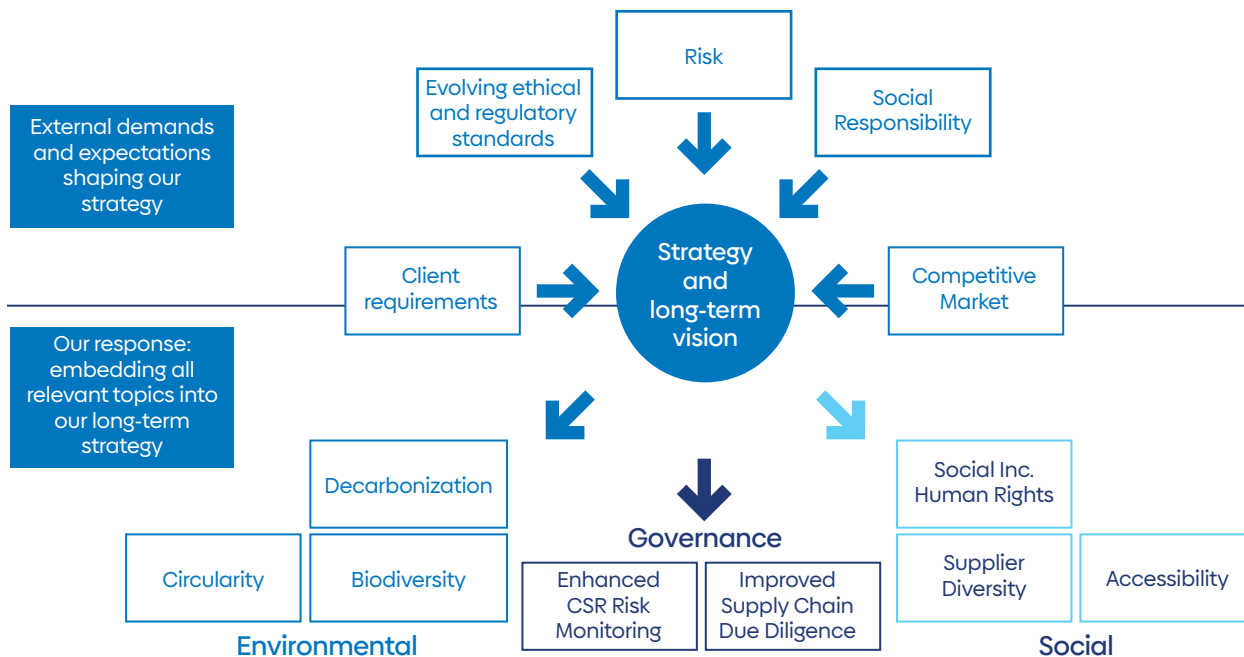 Risk
Evolving ethical
and regulatory
standards
Social
Responsibility
External demands
and expectations
shaping our
strategy
Client
requirements
Strategy
and
long-term
vision
Competitive
Market
Our response:
embedding all
relevant topics into
our long-term
strategy
Decarbonization
Circularity
Biodiversity
Environmental
Governance
Enhanced
CSR Risk
Monitoring
Improved
Supply Chain
Due Diligence
Social Inc.
Human Rights
Supplier
Diversity
Accessibility
Social